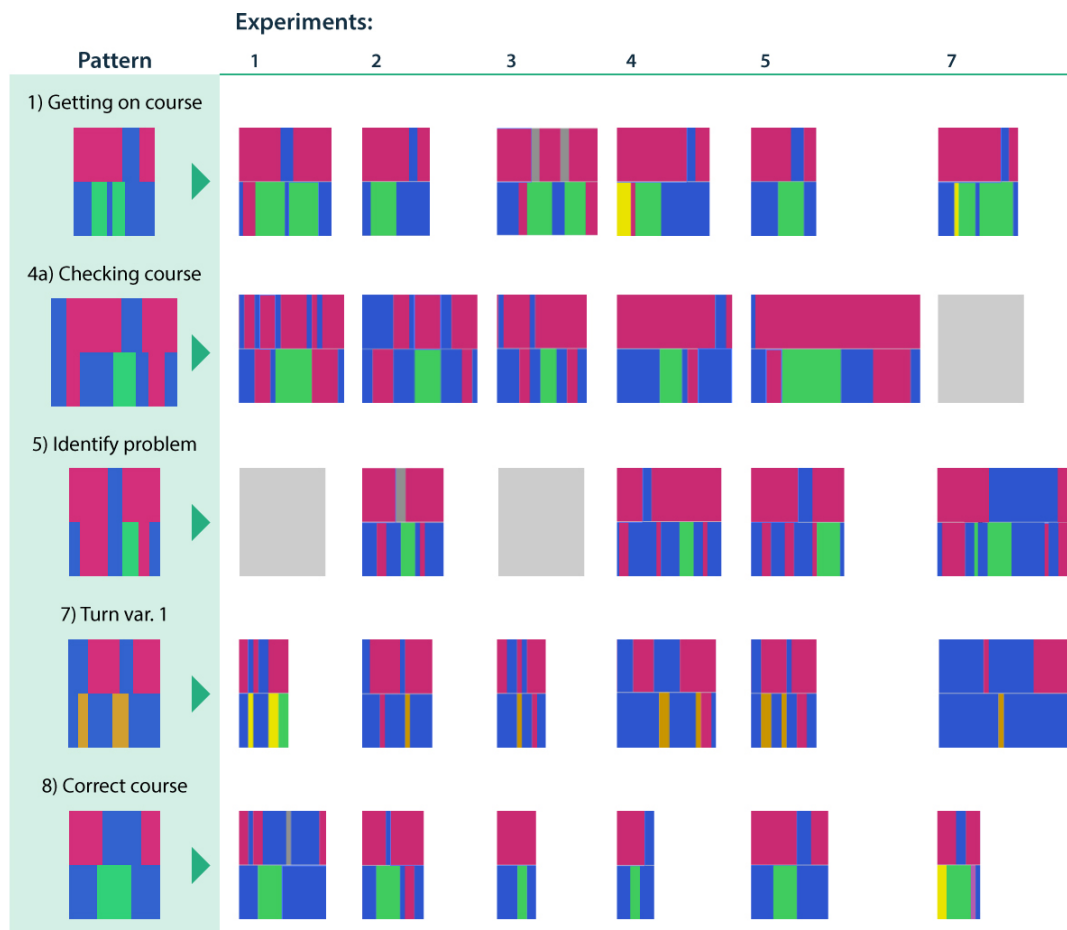 Experiments:
Pattern 1 2 3 4 5 7
1) Getting on course
4a) Checking course
5) Identify problem
7) Turn var. 1
8) Correct course